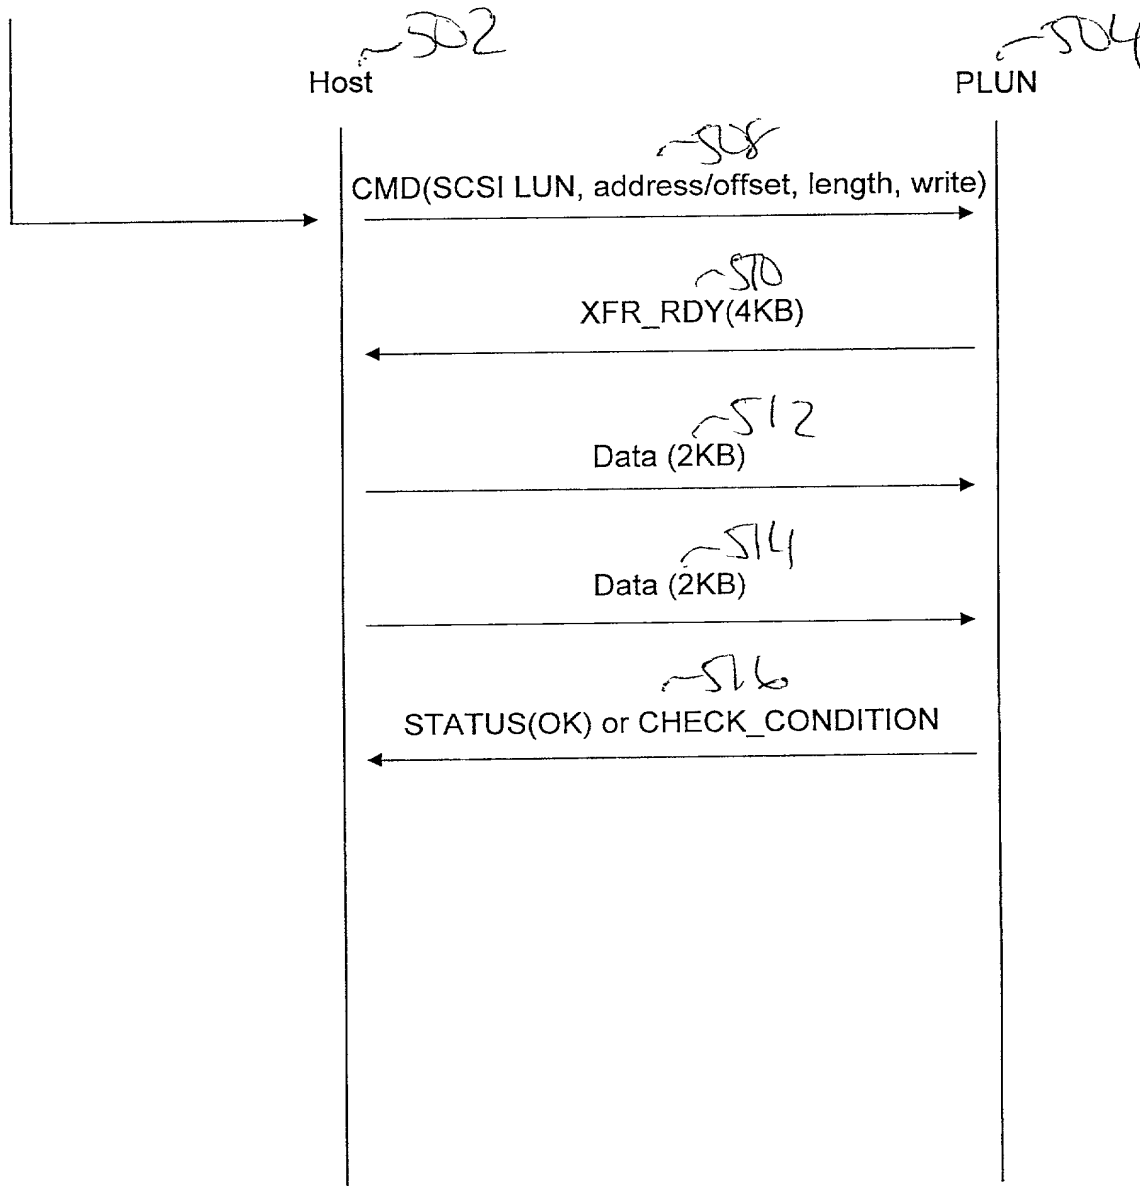 502
504
Host
PLUN
508
CMD(SCSI LUN, address/offset, length, write)
510
XFR_RDY(4KB)
512
Data (2KB)
514
Data (2KB)
516
STATUS(OK) or CHECK_CONDITION